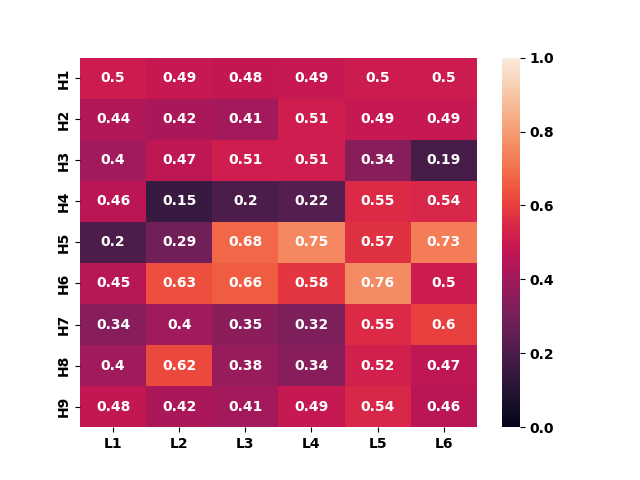 H1 0.5 0.49 0.48 0.49 0.5 0.5
H2 0.44 0.42 0.41 0.51 0.49 0.49
H3 0.4 0.47 0.51 0.51 0.34 0.19
H4 0.46 0.15 0.2 0.22 0.55 0.54
H5 0.2 0.29 0.68 0.75 0.57 0.73
H6 0.45 0.63 0.66 0.58 0.76 0.5
H7 0.34 0.4 0.35 0.32 0.55 0.6
H8 0.4 0.62 0.38 0.34 0.52 0.47
H9 0.48 0.42 0.41 0.49 0.54 0.46
L1 L2 L3 L4 L5 L6
1.0
0.8
0.6
0.4
0.2
0.0